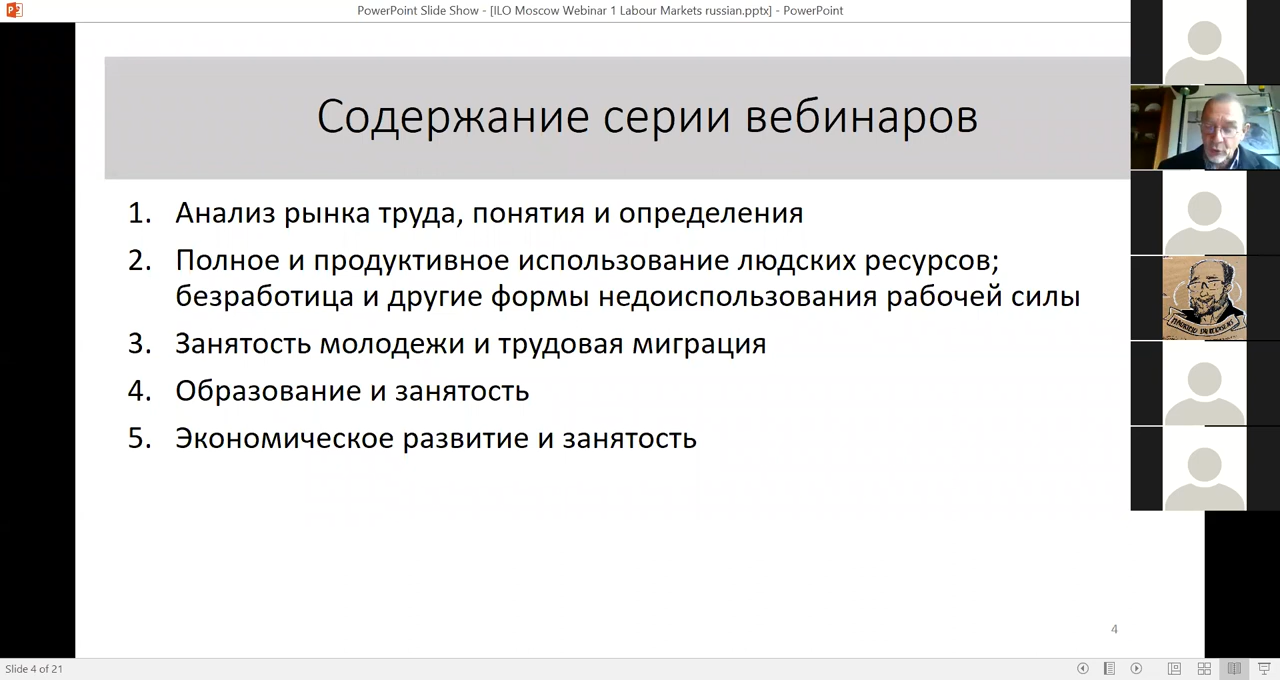 PowerPoint Slide Show - [ILO Moscow Webinar 1 Labour Markets russian.pptx] - PowerPoint
Содержание серии вебинаров
1. Анализ рынка труда, понятия и определения
2. Полное и продуктивное использование людских ресурсов;
безработица и другие формы недоиспользования рабочей силы
3. Занятость молодежи и трудовая миграция
4. Образование и занятость
5. Экономическое развитие и занятость
4
Slide 4 of 21